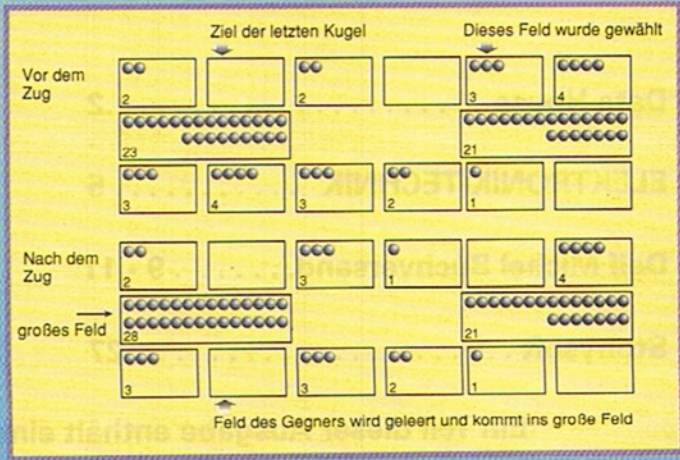 Ziel der letzten Kugel Dieses Feld wurde gewählt
Vor dem
Zug
2 2 3 4
23 21
3 4 3 2 1
Nach dem
Zug
2 3 1 4
großes Feld
28 21
3 3 2 1
Feld des Gegners wird geleert und kommt ins große Feld